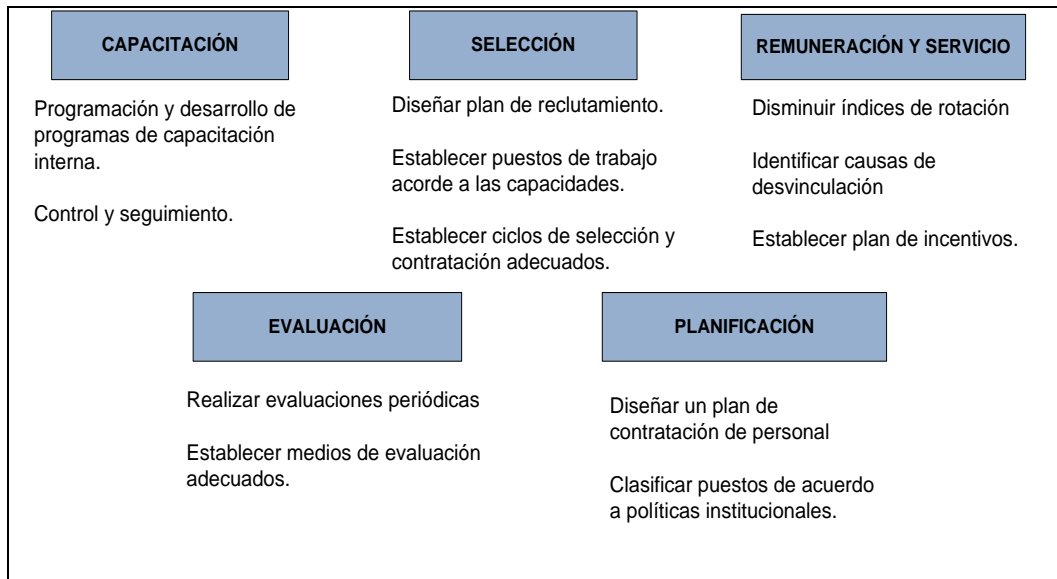 CAPACITACIÓN
Programación y desarrollo de
programas de capacitación
interna.
Control y seguimiento.
SELECCIÓN
Diseñar plan de reclutamiento.
Establecer puestos de trabajo
acorde a las capacidades.
Establecer ciclos de selección y
contratación adecuados.
REMUNERACIÓN Y SERVICIO
Disminuir índices de rotación
Identificar causas de
desvinculación
Establecer plan de incentivos.
EVALUACIÓN
Realizar evaluaciones periódicas
Establecer medios de evaluación
adecuados.
PLANIFICACIÓN
Diseñar un plan de
contratación de personal
Clasificar puestos de acuerdo
a políticas institucionales.